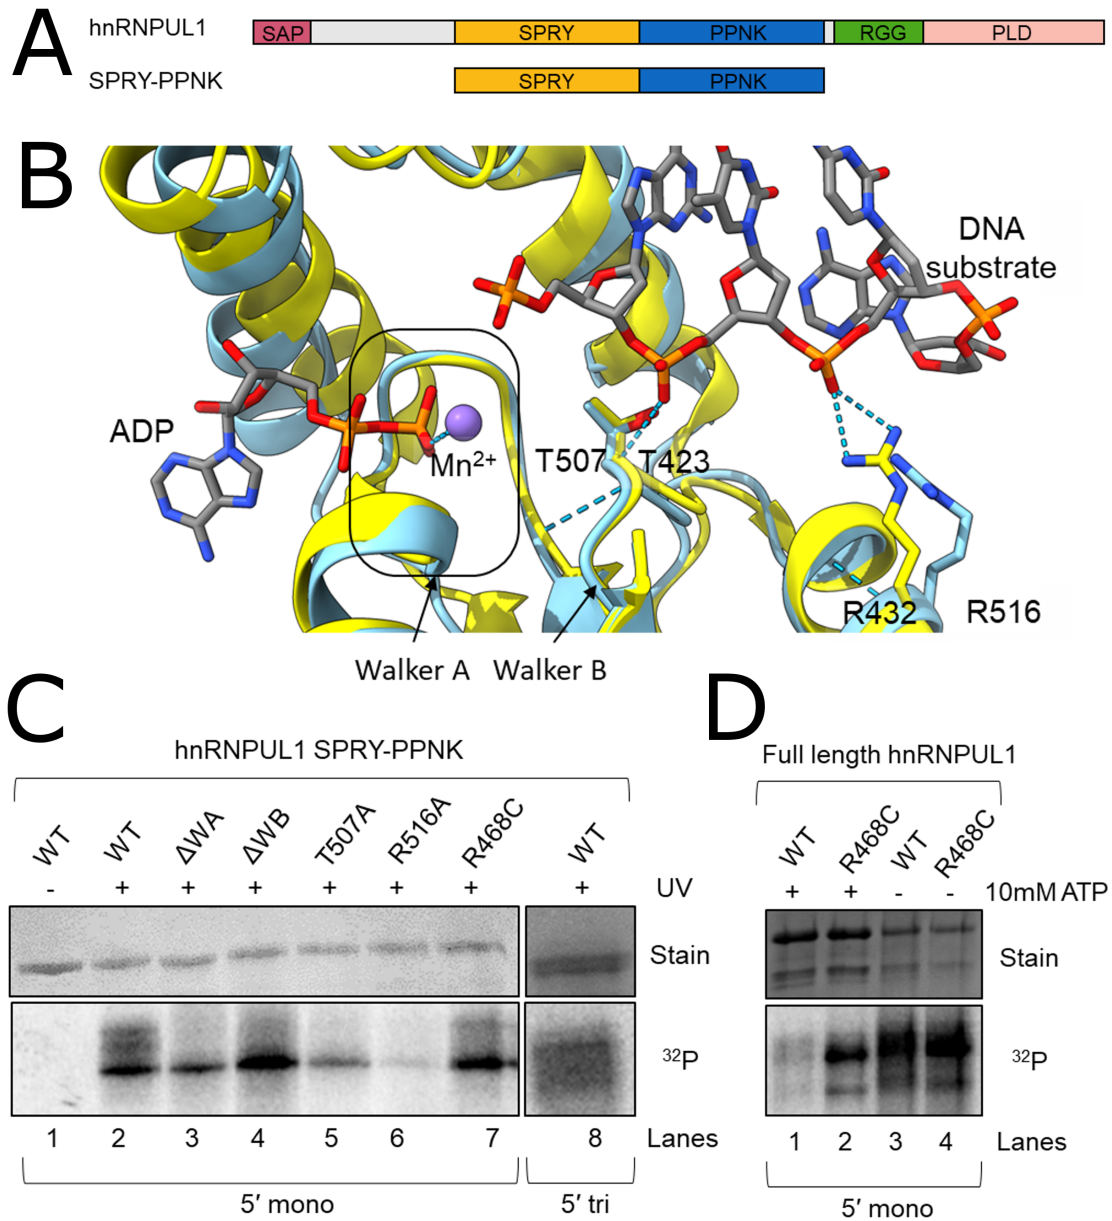 A
hnRNPUL1
SAP
SPRY
PPNK
RGG
PLD
SPRY-PPNK
SPRY
PPNK
B
DNA
substrate
ADP
Mn²⁺
T507
T423
R432
R516
Walker A
Walker B
C
hnRNPUL1 SPRY-PPNK
WT
WT
ΔWA
ΔWB
T507A
R516A
R468C
WT
- + + + + + + + UV
Stain
³²P
1 2 3 4 5 6 7 8 Lanes
5′ mono
5′ tri
D
Full length hnRNPUL1
WT
R468C
WT
R468C
+ + - - 10mM ATP
Stain
³²P
1 2 3 4 Lanes
5′ mono